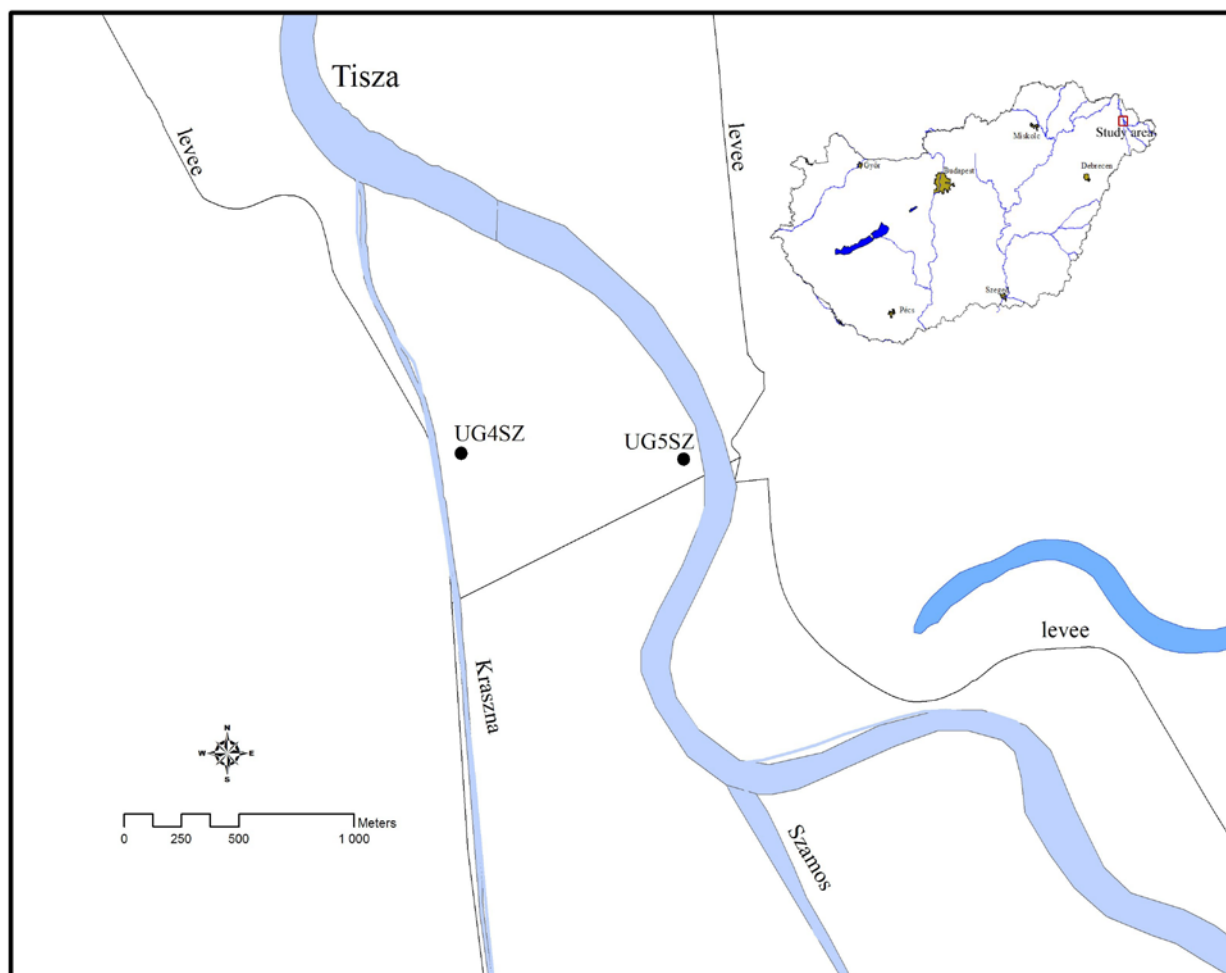 Tisza
levee
levee
Miskolc
Study area
Győr
Budapest
Debrecen
Szeged
Pécs
UG4SZ
UG5SZ
levee
Kraszna
Szamos
N
W E
S
Meters
0 250 500 1 000